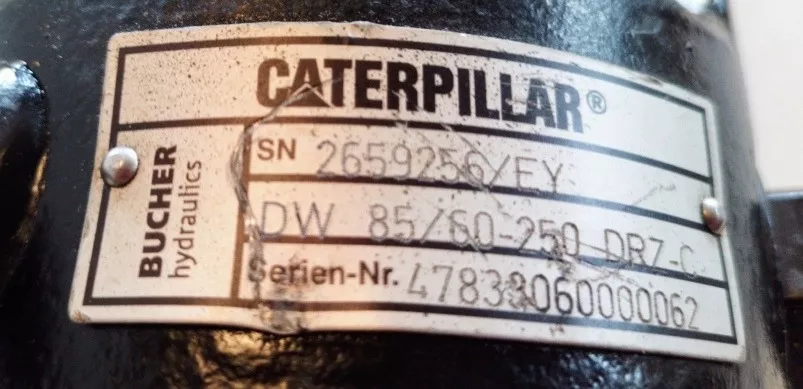 CATERPILLAR®
BUCHER
hydraulics
SN 2659256/EY
DW 85/60-250 DRZ-C
Serien-Nr. 47833060000062